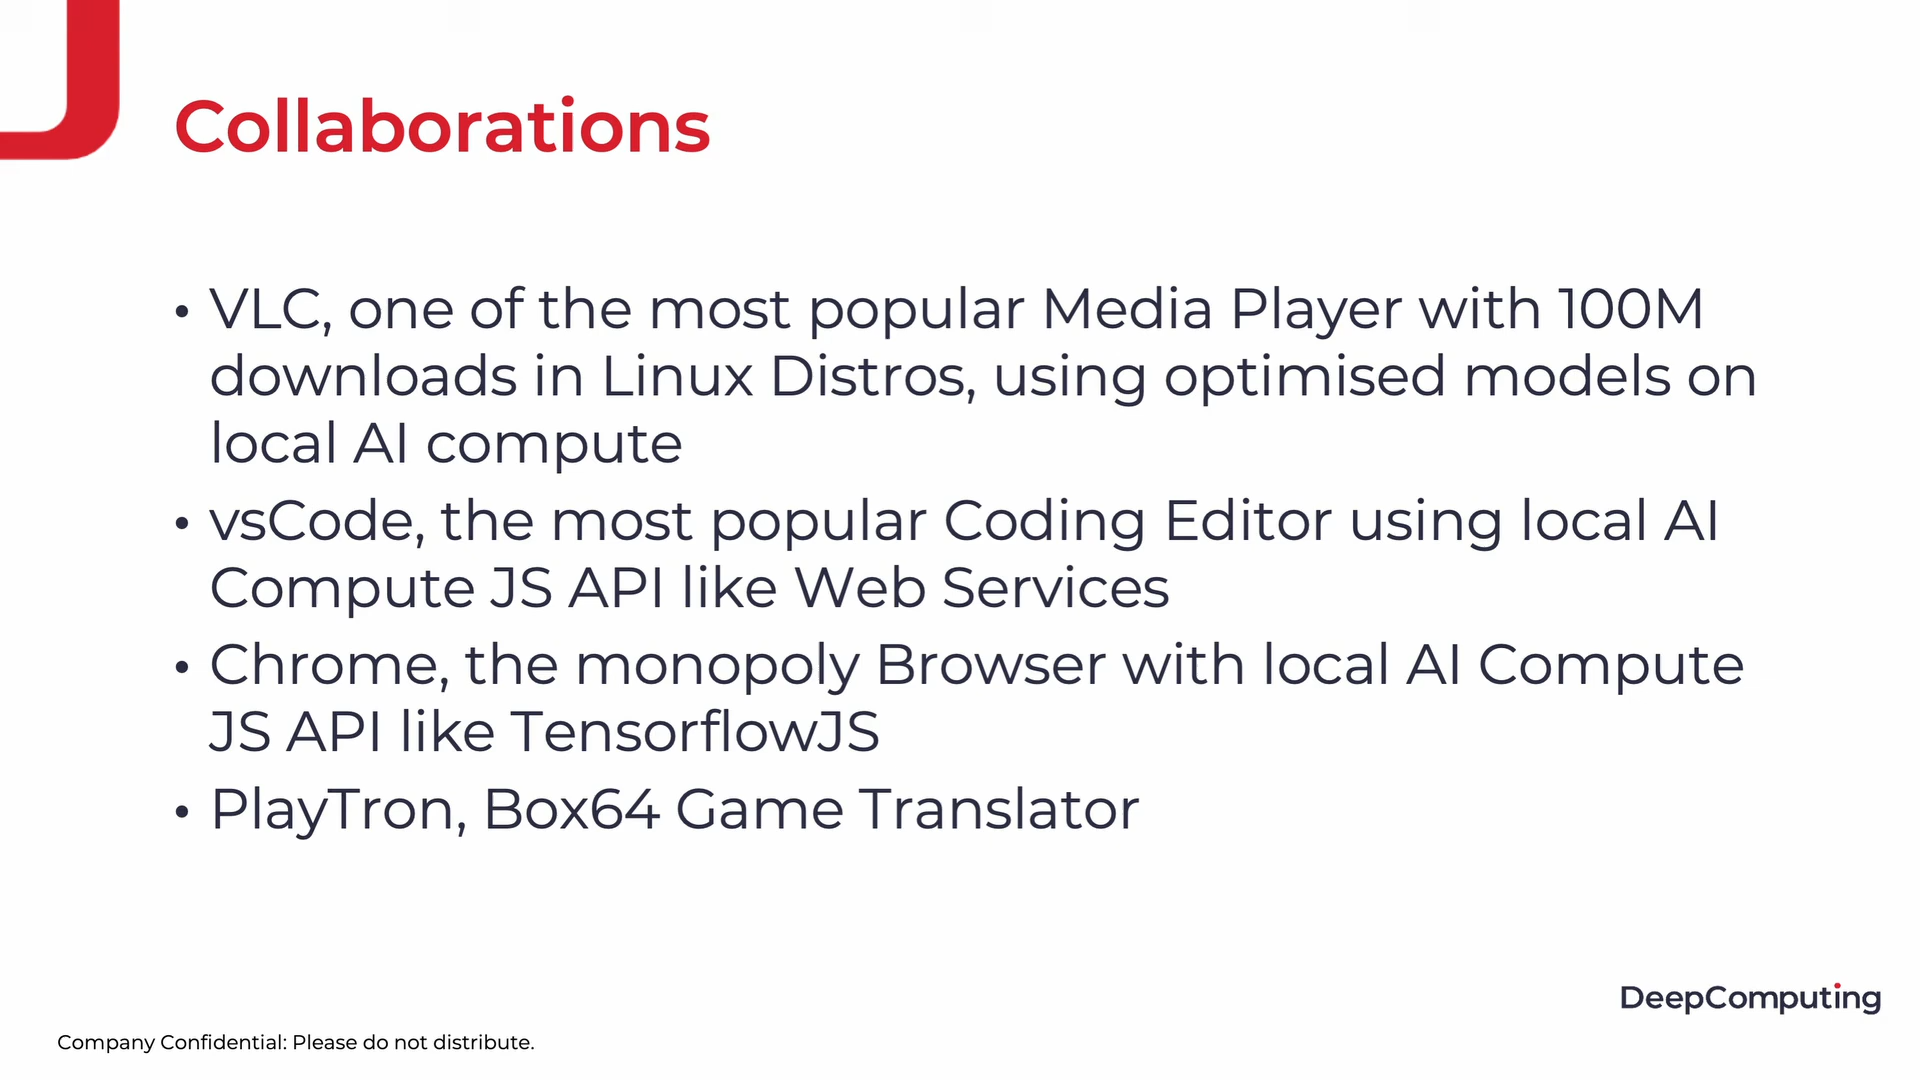 Collaborations
• VLC, one of the most popular Media Player with 100M
downloads in Linux Distros, using optimised models on
local AI compute
• vsCode, the most popular Coding Editor using local AI
Compute JS API like Web Services
• Chrome, the monopoly Browser with local AI Compute
JS API like TensorflowJS
• PlayTron, Box64 Game Translator
DeepComputing
Company Confidential: Please do not distribute.